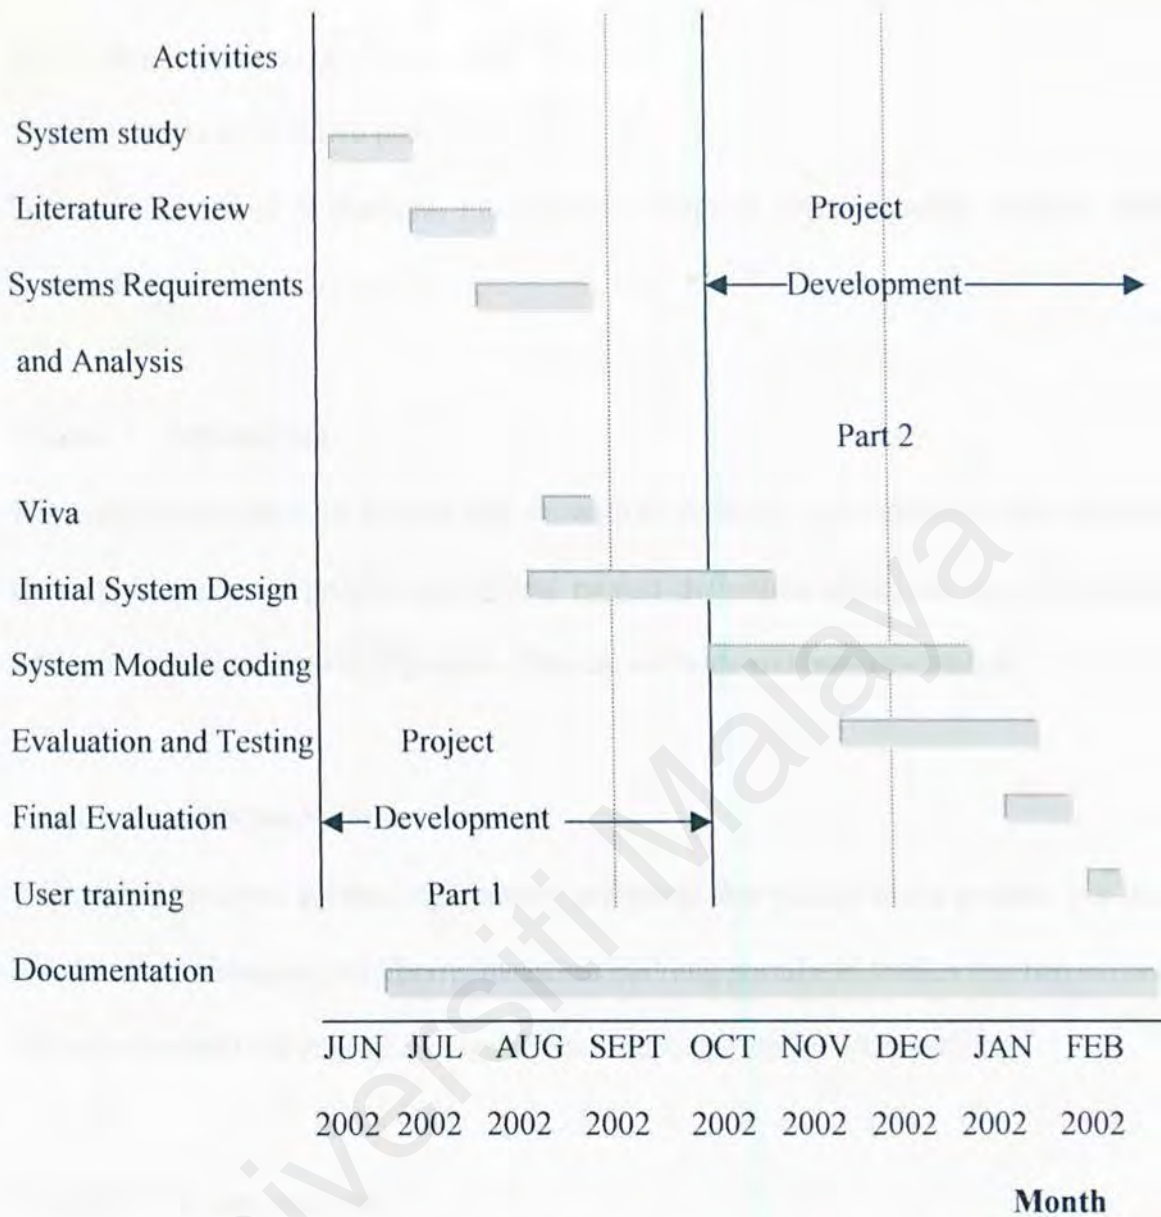 Activities
System study
Literature Review Project
Systems Requirements Development
and Analysis
Part 2
Viva
Initial System Design
System Module coding
Evaluation and Testing Project
Final Evaluation Development
User training Part 1
Documentation
JUN JUL AUG SEPT OCT NOV DEC JAN FEB
2002 2002 2002 2002 2002 2002 2002 2002 2002
Month
versiti Malaya